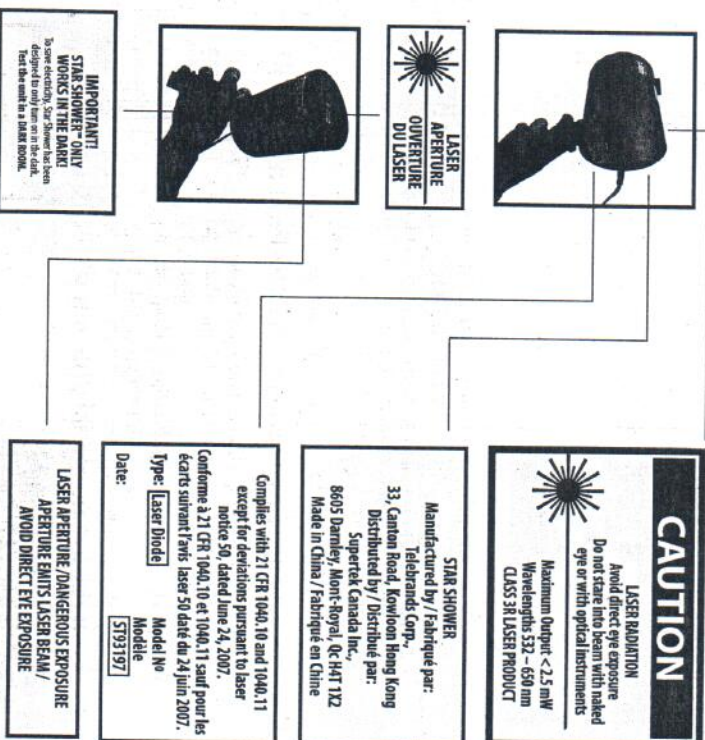 CAUTION
LASER RADIATION
Avoid direct eye exposure
Do not stare into beam with naked
eye or with optical instruments
Maximum Output < 2.5 mW
Wavelengths 532 – 650 nm
CLASS 3R LASER PRODUCT
LASER
APERTURE
OUVERTURE
DU LASER
STAR SHOWER
Manufactured by / Fabriqué par:
Telebrands Corp.,
33, Canton Road, Kowloon Hong Kong
Distributed by / Distribué par:
Supertek Canada Inc.,
8605 Darnley, Mont-Royal, Qc H4T 1X2
Made in China / Fabriqué en Chine
Complies with 21 CFR 1040.10 and 1040.11
except for deviations pursuant to laser
notice 50, dated June 24, 2007.
Conforme à 21 CFR 1040.10 et 1040.11 sauf pour les
écarts suivant l'avis laser 50 daté du 24 juin 2007.
Type: Laser Diode Model Nº
Modèle
Date: ST93197
IMPORTANT!
STAR SHOWER™ ONLY
WORKS IN THE DARK!
To save electricity, Star Shower has been
designed to only turn on in the dark.
Test the unit in a DARK ROOM.
LASER APERTURE /DANGEROUS EXPOSURE
APERTURE EMITS LASER BEAM /
AVOID DIRECT EYE EXPOSURE